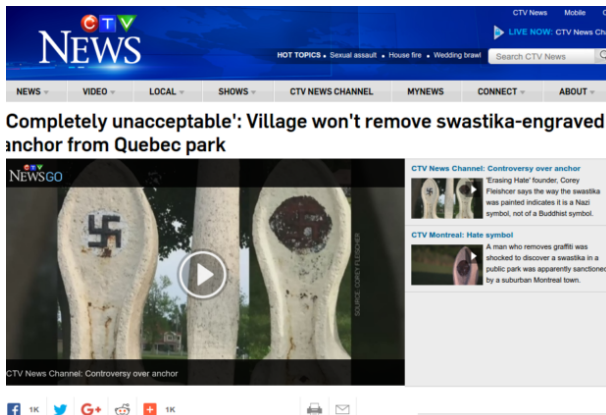 CTV
NEWS
CTV News Mobile
LIVE NOW: CTV News Cha
HOT TOPICS • Sexual assault • House fire • Wedding brawl
Search CTV News
NEWS VIDEO LOCAL SHOWS CTV NEWS CHANNEL MYNEWS CONNECT ABOUT
Completely unacceptable': Village won't remove swastika-engraved
anchor from Quebec park
CTV
NEWSGO
1954
SOURCE: COREY FLEISCHER
CTV News Channel: Controversy over anchor
CTV News Channel: Controversy over anchor
'Erasing Hate' founder, Corey
Fleishcer says the way the swastika
was painted indicates it is a Nazi
symbol, not of a Buddhist symbol.
CTV Montreal: Hate symbol
A man who removes graffiti was
shocked to discover a swastika in a
public park was apparently sanctioned
by a suburban Montreal town.
1K G+ 1K